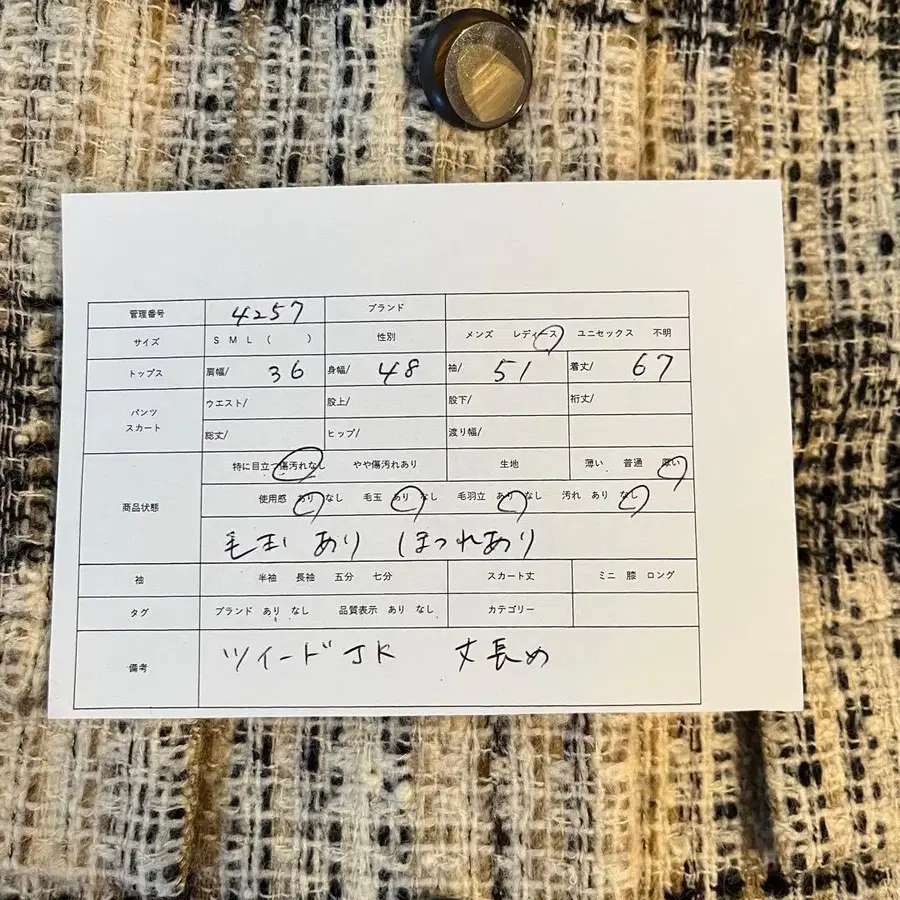 管理番号 4257 ブランド
サイズ S M L ( ) 性別 メンズ レディース ユニセックス 不明
トップス 肩幅/ 36 身幅/ 48 袖/ 51 着丈/ 67
パンツ スカート ウエスト/ 股上/ 股下/ 裄丈/
総丈/ ヒップ/ 渡り幅/
商品状態 特に目立つ傷汚れなし やや傷汚れあり 生地 薄い 普通 厚い
使用感 あり なし 毛玉 あり なし 毛羽立 あり なし 汚れ あり なし
毛玉 あり ほつれあり
袖 半袖 長袖 五分 七分 スカート丈 ミニ 膝 ロング
タグ ブランド あり なし 品質表示 あり なし カテゴリー
備考 ツイードJK 丈長め